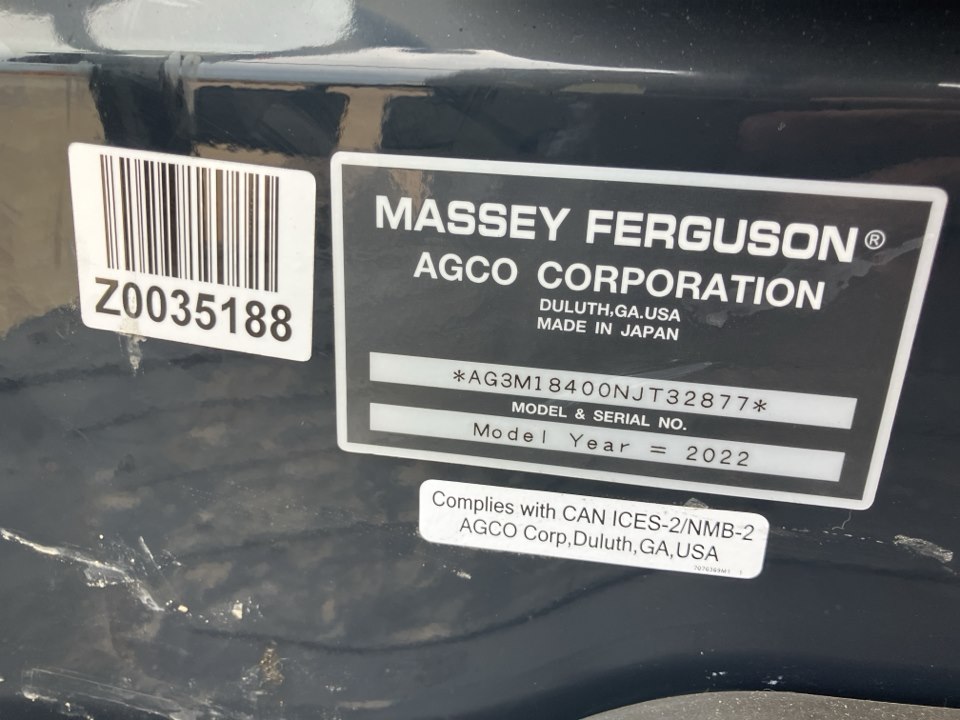 Z0035188
MASSEY FERGUSON®
AGCO CORPORATION
DULUTH,GA.USA
MADE IN JAPAN
*AG3M18400NJT32877*
MODEL & SERIAL NO.
Model Year = 2022
Complies with CAN ICES-2/NMB-2
AGCO Corp,Duluth,GA,USA